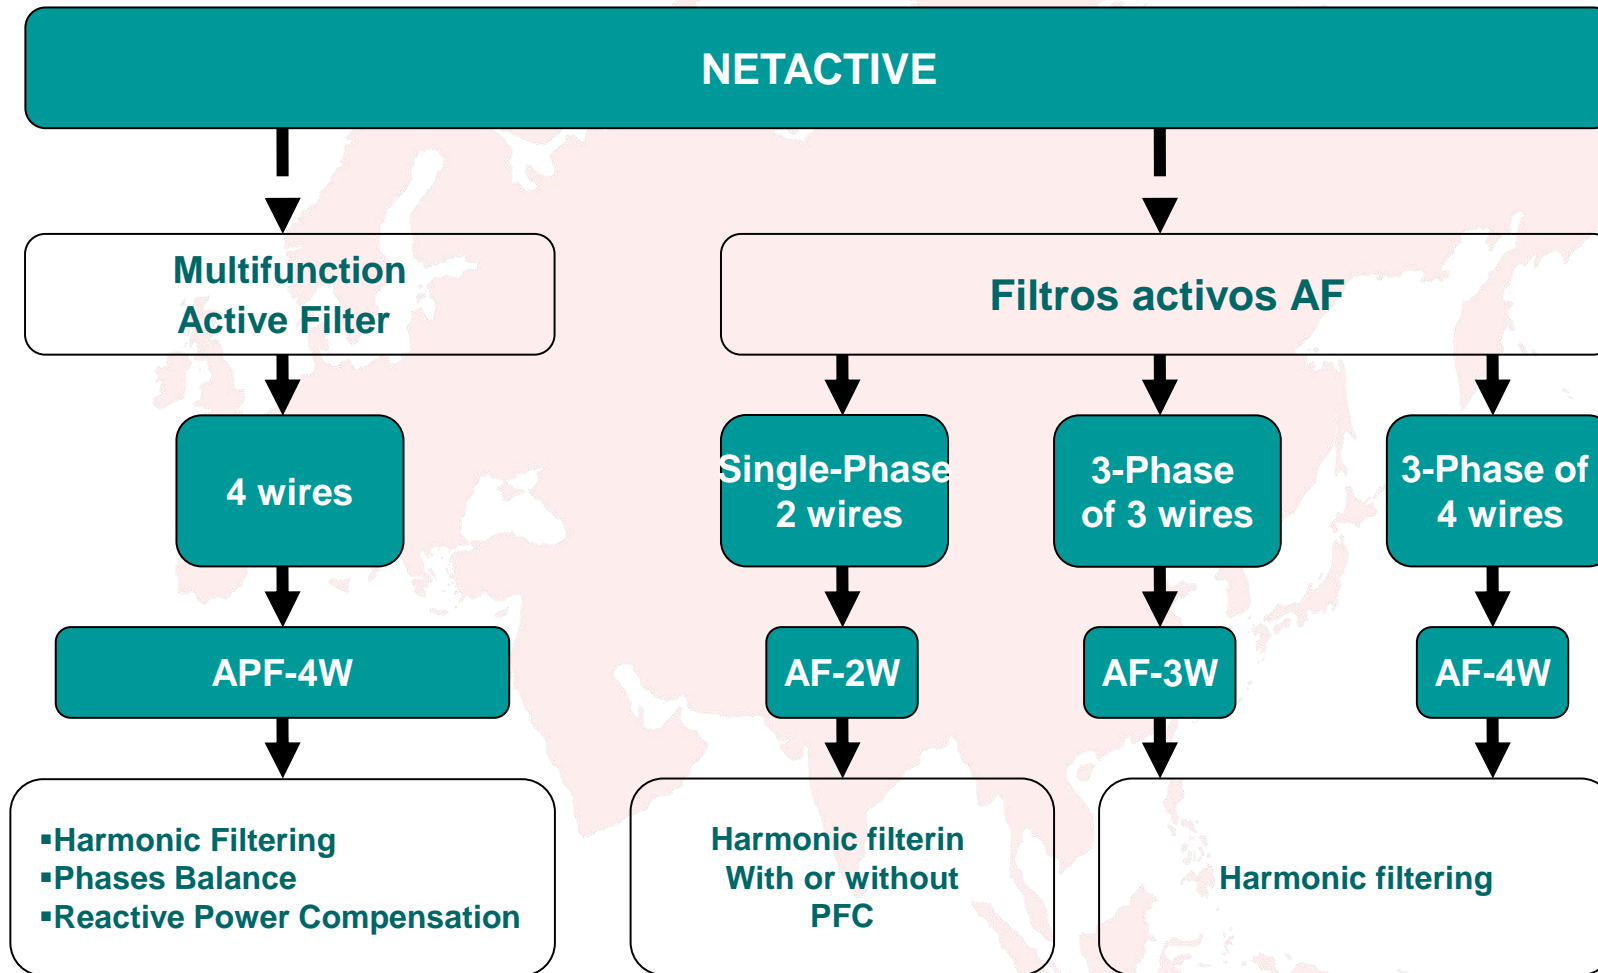 NETACTIVE
Multifunction
Active Filter
Filtros activos AF
4 wires
Single-Phase
2 wires
3-Phase
of 3 wires
3-Phase of
4 wires
APF-4W
AF-2W
AF-3W
AF-4W
▪Harmonic Filtering
▪Phases Balance
▪Reactive Power Compensation
Harmonic filterin
With or without
PFC
Harmonic filtering